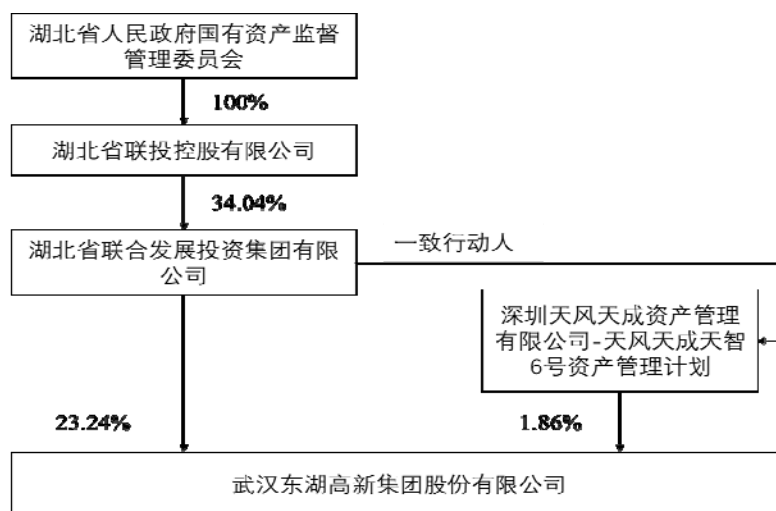 湖北省人民政府国有资产监督
管理委员会
100%
湖北省联投控股有限公司
34.04%
湖北省联合发展投资集团有限
公司
一致行动人
深圳天风天成资产管理
有限公司-天风天成天智
6号资产管理计划
23.24%
1.86%
武汉东湖高新集团股份有限公司